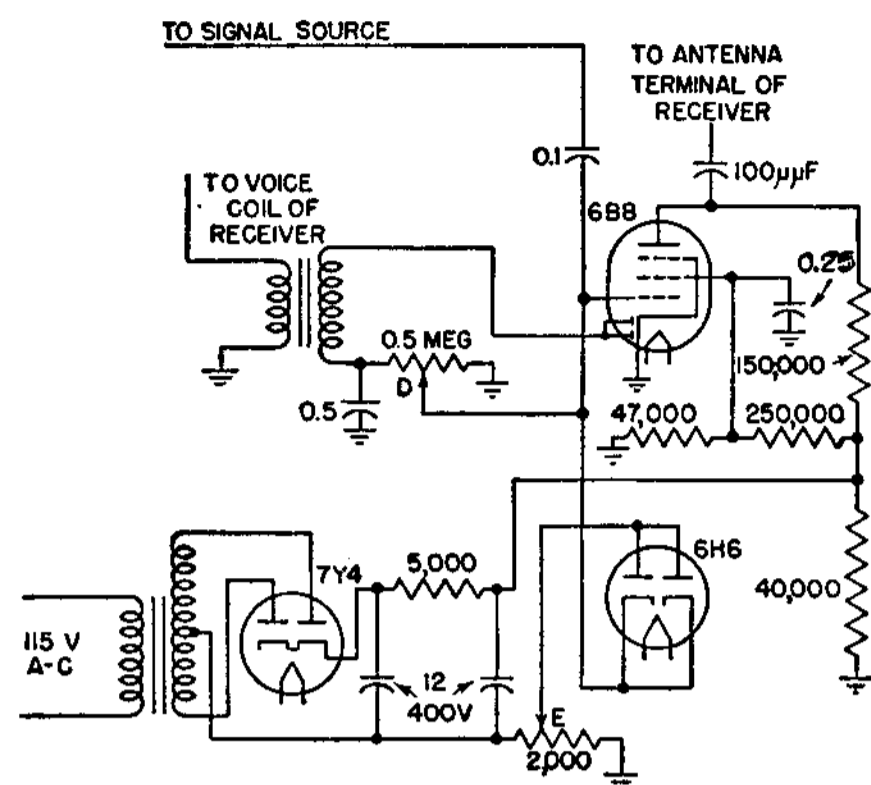 TO SIGNAL SOURCE
TO ANTENNA
TERMINAL OF
RECEIVER
0.1
100μμF
TO VOICE
COIL OF
RECEIVER
6B8
0.25
0.5 MEG
D
150,000
0.5
47,000
250,000
7Y4
5,000
6H6
40,000
115 V
A-C
12
400V
E
2,000